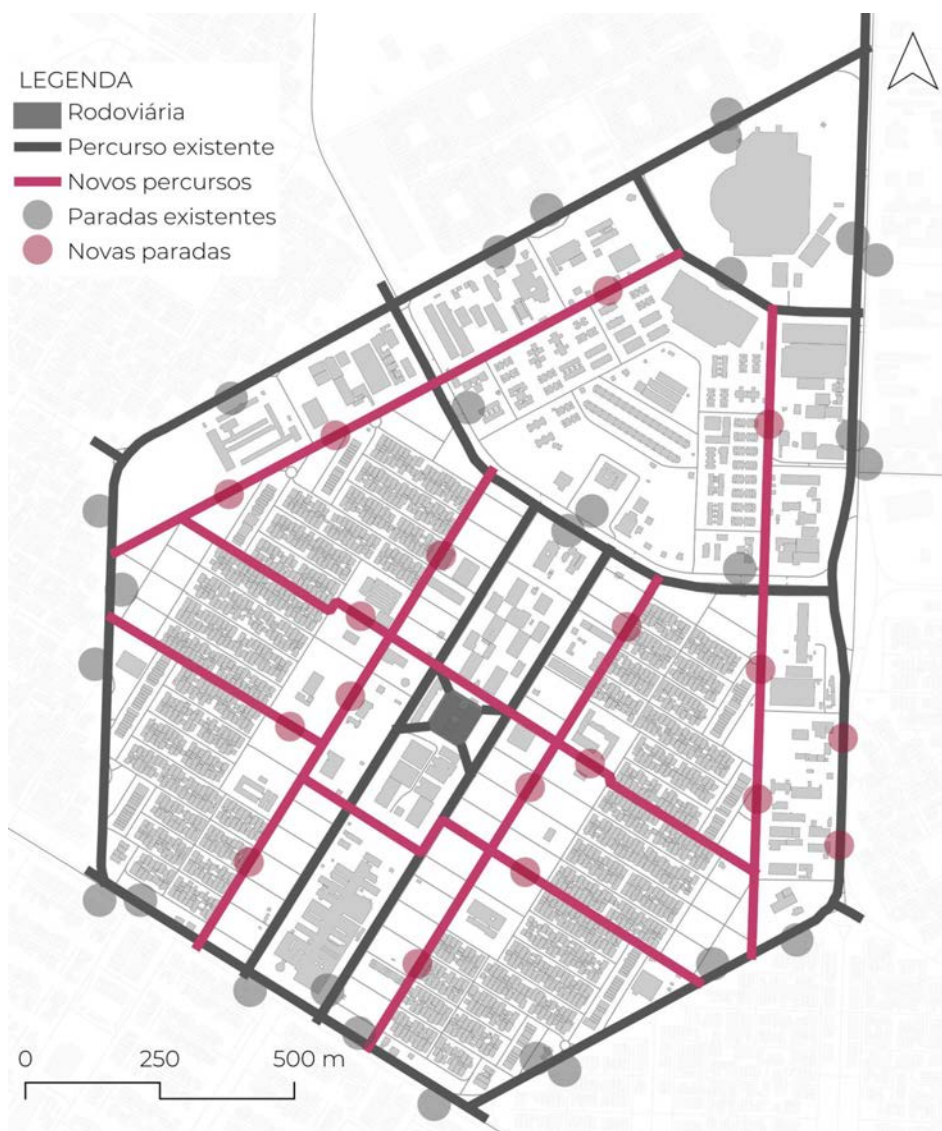 LEGENDA
Rodoviária
Percurso existente
Novos percursos
Paradas existentes
Novas paradas
0 250 500 m